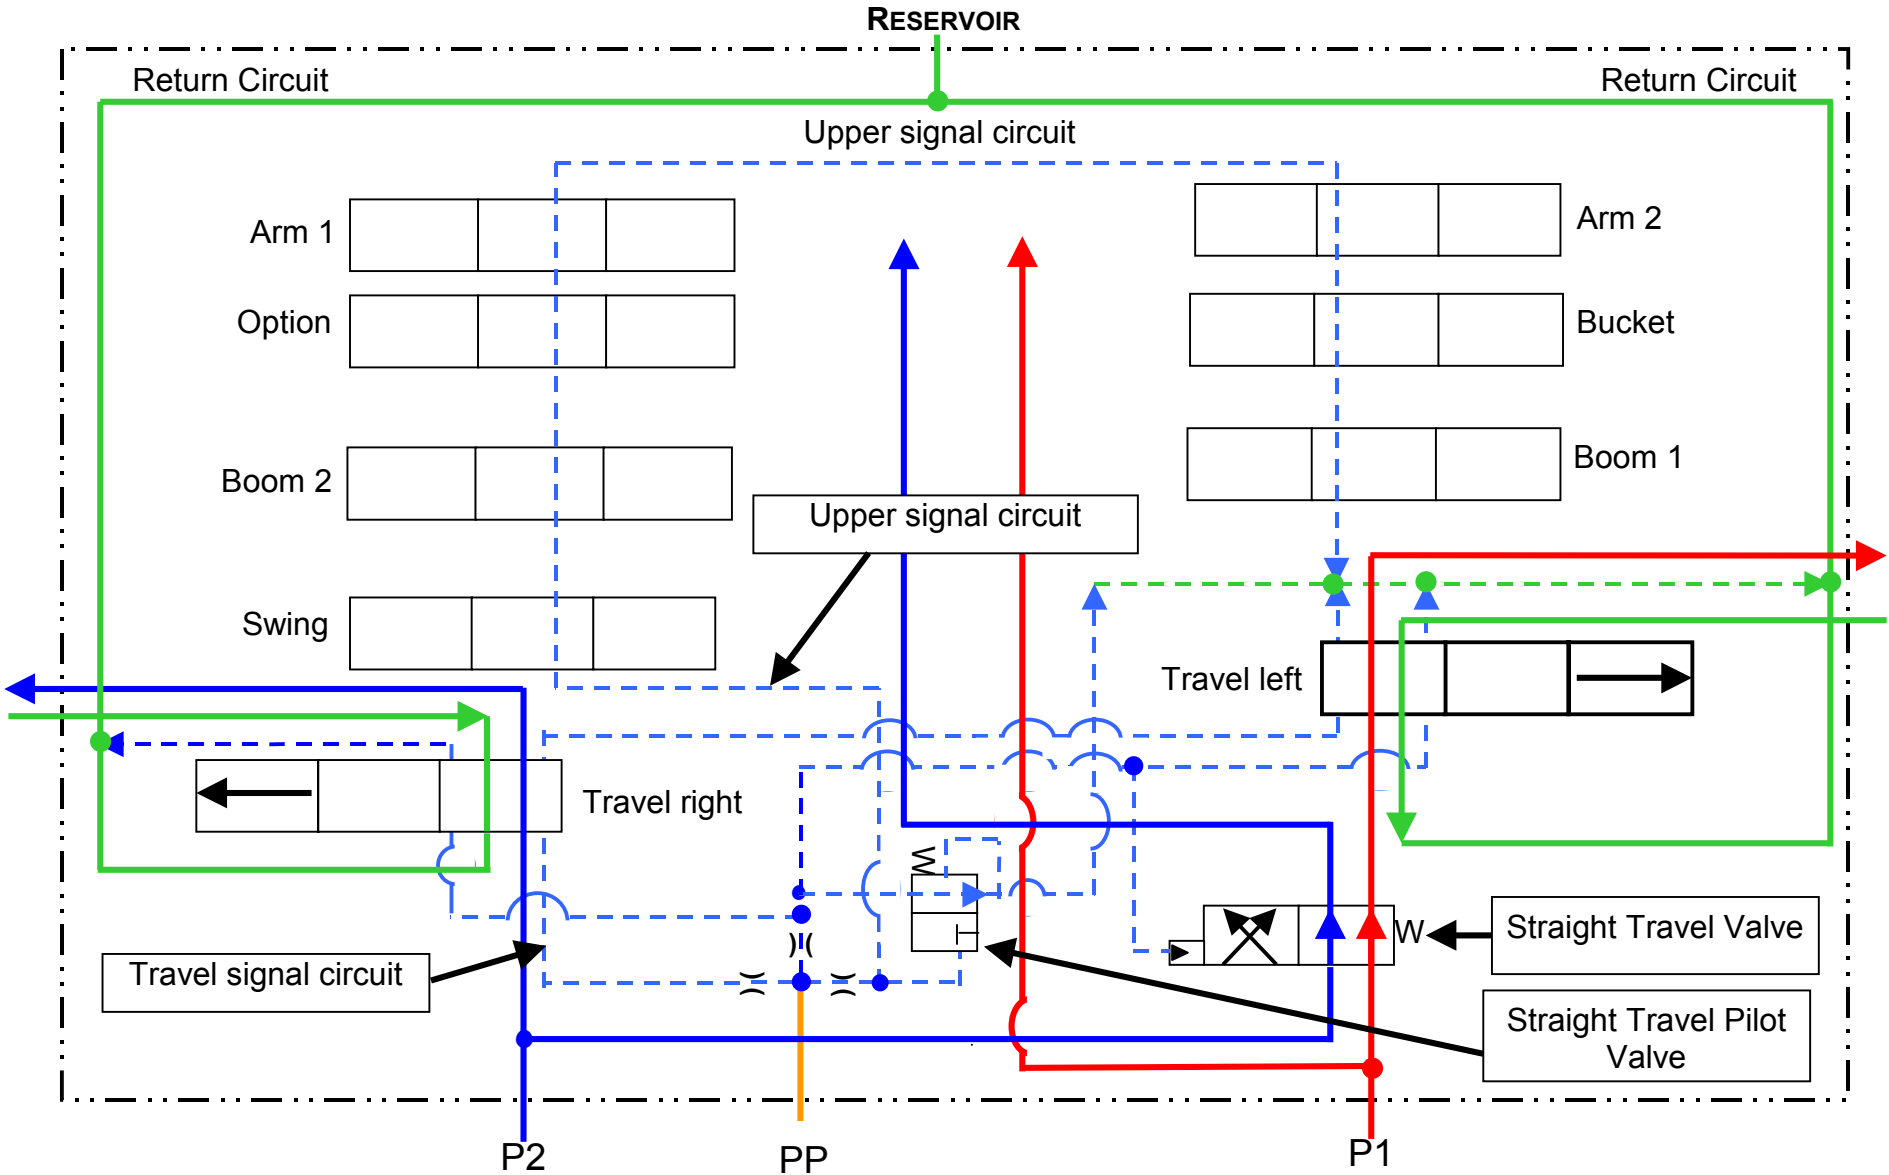 RESERVOIR
Return Circuit
Return Circuit
Upper signal circuit
Arm 1
Arm 2
Option
Bucket
Boom 2
Boom 1
Upper signal circuit
Swing
Travel left
Travel right
Straight Travel Valve
Travel signal circuit
Straight Travel Pilot
Valve
P2
PP
P1